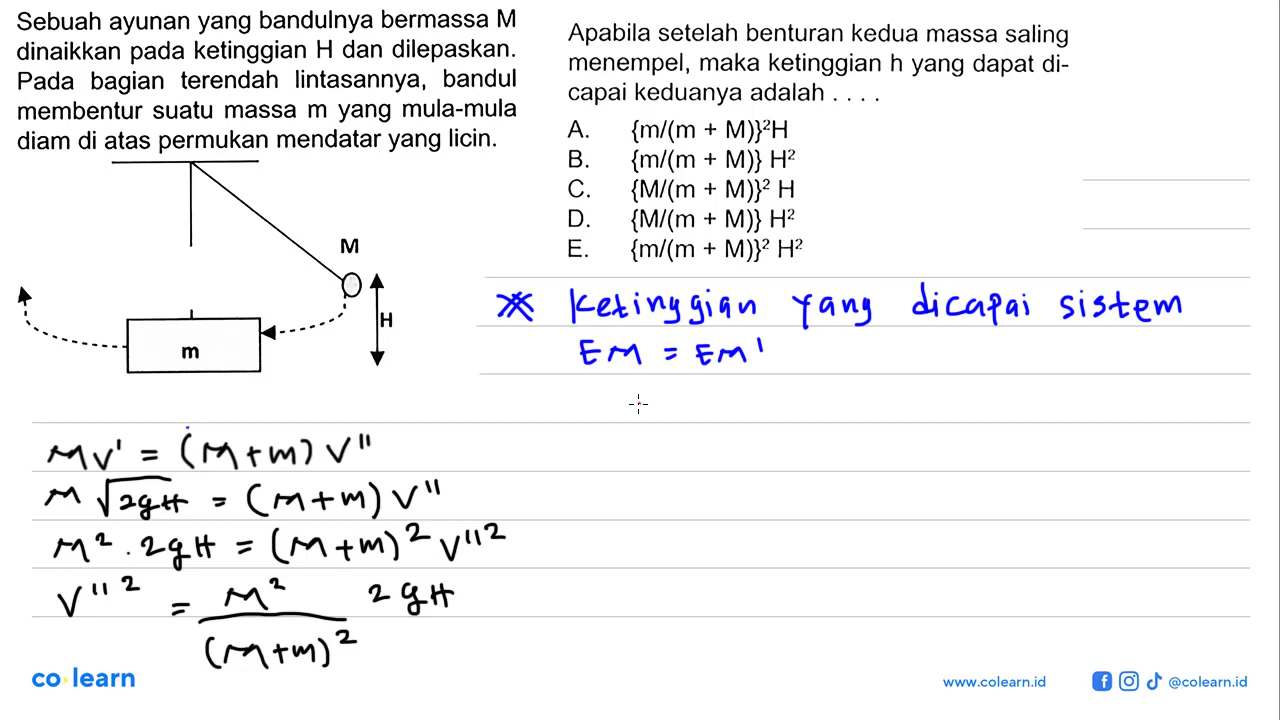 Sebuah ayunan yang bandulnya bermassa M
dinaikkan pada ketinggian H dan dilepaskan.
Pada bagian terendah lintasannya, bandul
membentur suatu massa m yang mula-mula
diam di atas permukan mendatar yang licin.
M
H
m
Apabila setelah benturan kedua massa saling
menempel, maka ketinggian h yang dapat di-
capai keduanya adalah . . . .
A. {m/(m + M)}²H
B. {m/(m + M)} H²
C. {M/(m + M)}² H
D. {M/(m + M)} H²
E. {m/(m + M)}² H²
※ Ketinggian yang dicapai sistem
EM = EM'
MV' = (M+m) V''
M √2gH = (M+m) V''
M² . 2gH = (M+m)² V''²
V''² = M²/(M+m)² 2gH
co learn
www.colearn.id
@colearn.id